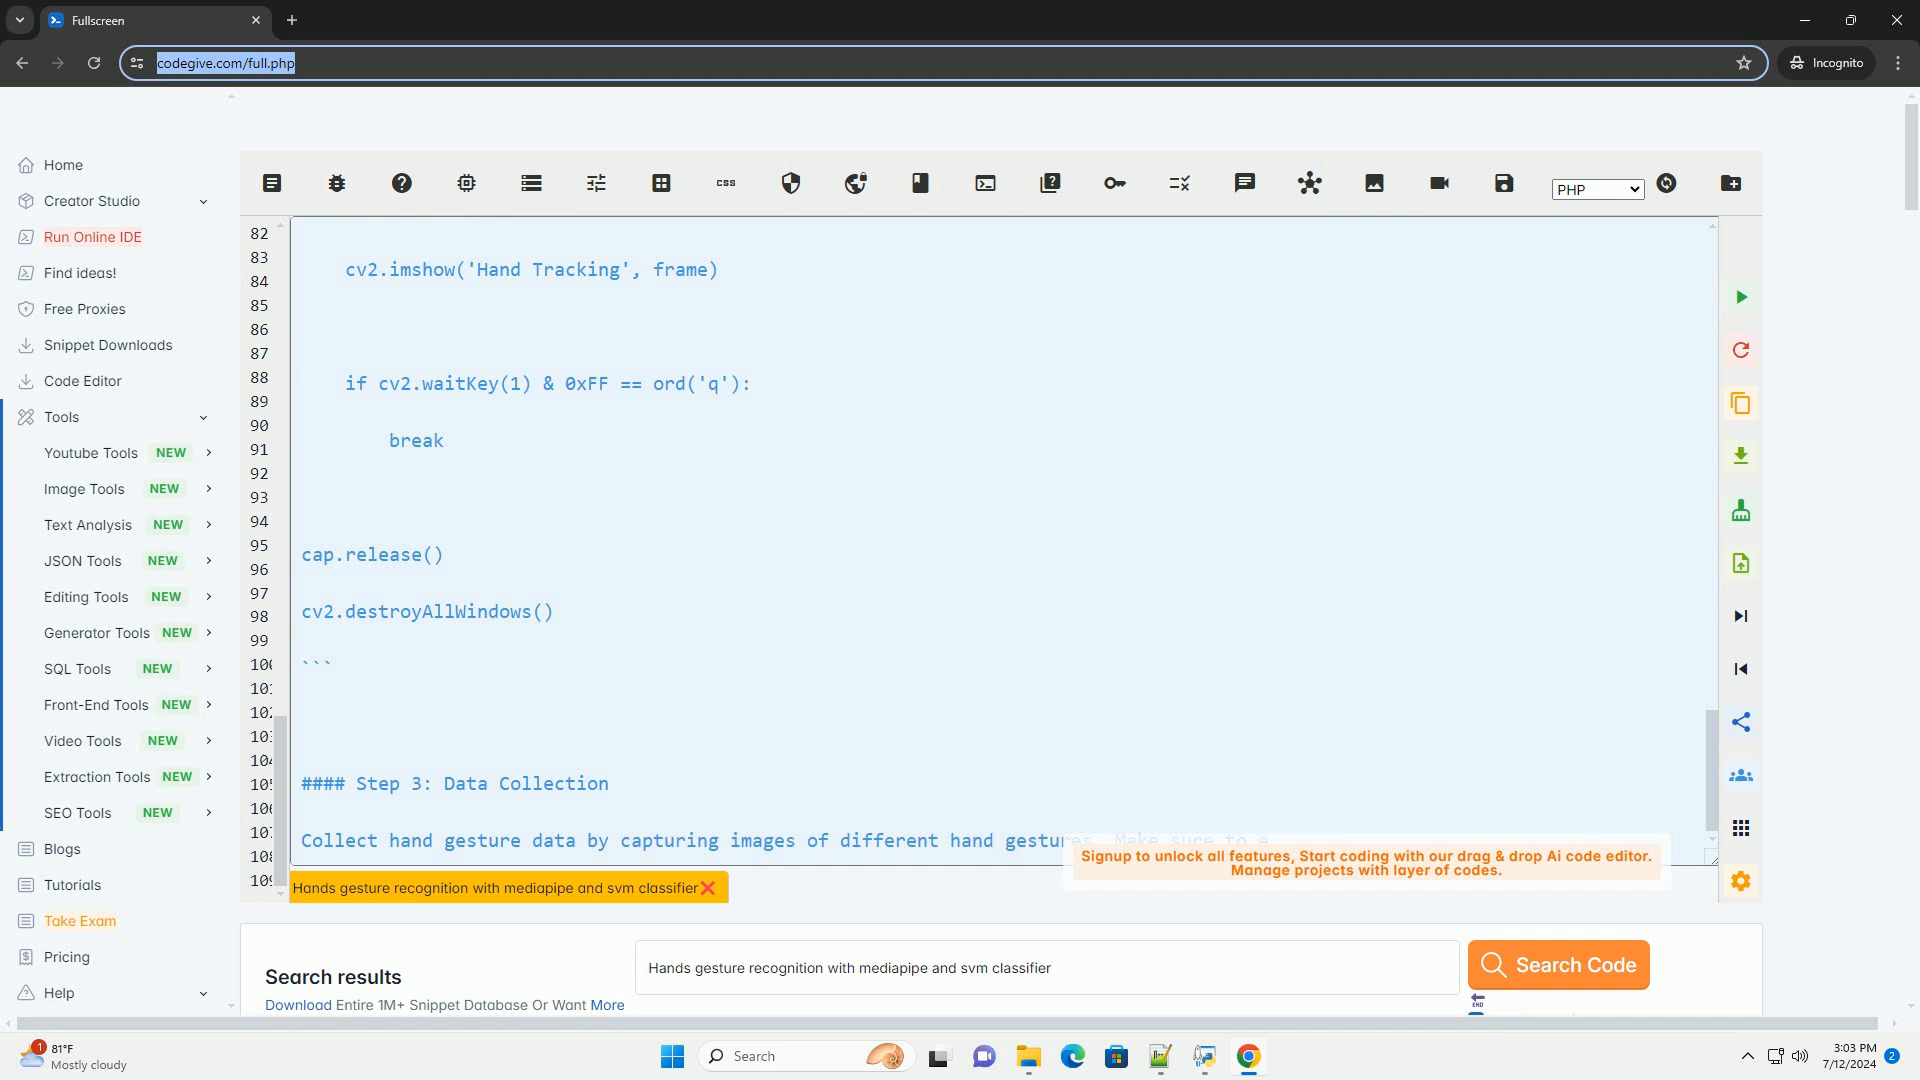 Fullscreen
codegive.com/full.php
Incognito
Home
Creator Studio
Run Online IDE
Find ideas!
Free Proxies
Snippet Downloads
Code Editor
Tools
Youtube Tools NEW
Image Tools NEW
Text Analysis NEW
JSON Tools NEW
Editing Tools NEW
Generator Tools NEW
SQL Tools NEW
Front-End Tools NEW
Video Tools NEW
Extraction Tools NEW
SEO Tools NEW
Blogs
Tutorials
Take Exam
Pricing
Help
css
PHP
82
83
84
85
86
87
88
89
90
91
92
93
94
95
96
97
98
99
cv2.imshow('Hand Tracking', frame)
if cv2.waitKey(1) & 0xFF == ord('q'):
break
cap.release()
cv2.destroyAllWindows()
```
#### Step 3: Data Collection
Collect hand gesture data by capturing images of different hand gestures. Make sure to e
Signup to unlock all features, Start coding with our drag & drop Ai code editor.
Manage projects with layer of codes.
Hands gesture recognition with mediapipe and svm classifier
Search results
Download Entire 1M+ Snippet Database Or Want More
Hands gesture recognition with mediapipe and svm classifier
Search Code
END
1
81°F
Mostly cloudy
Search
3:03 PM
7/12/2024
2